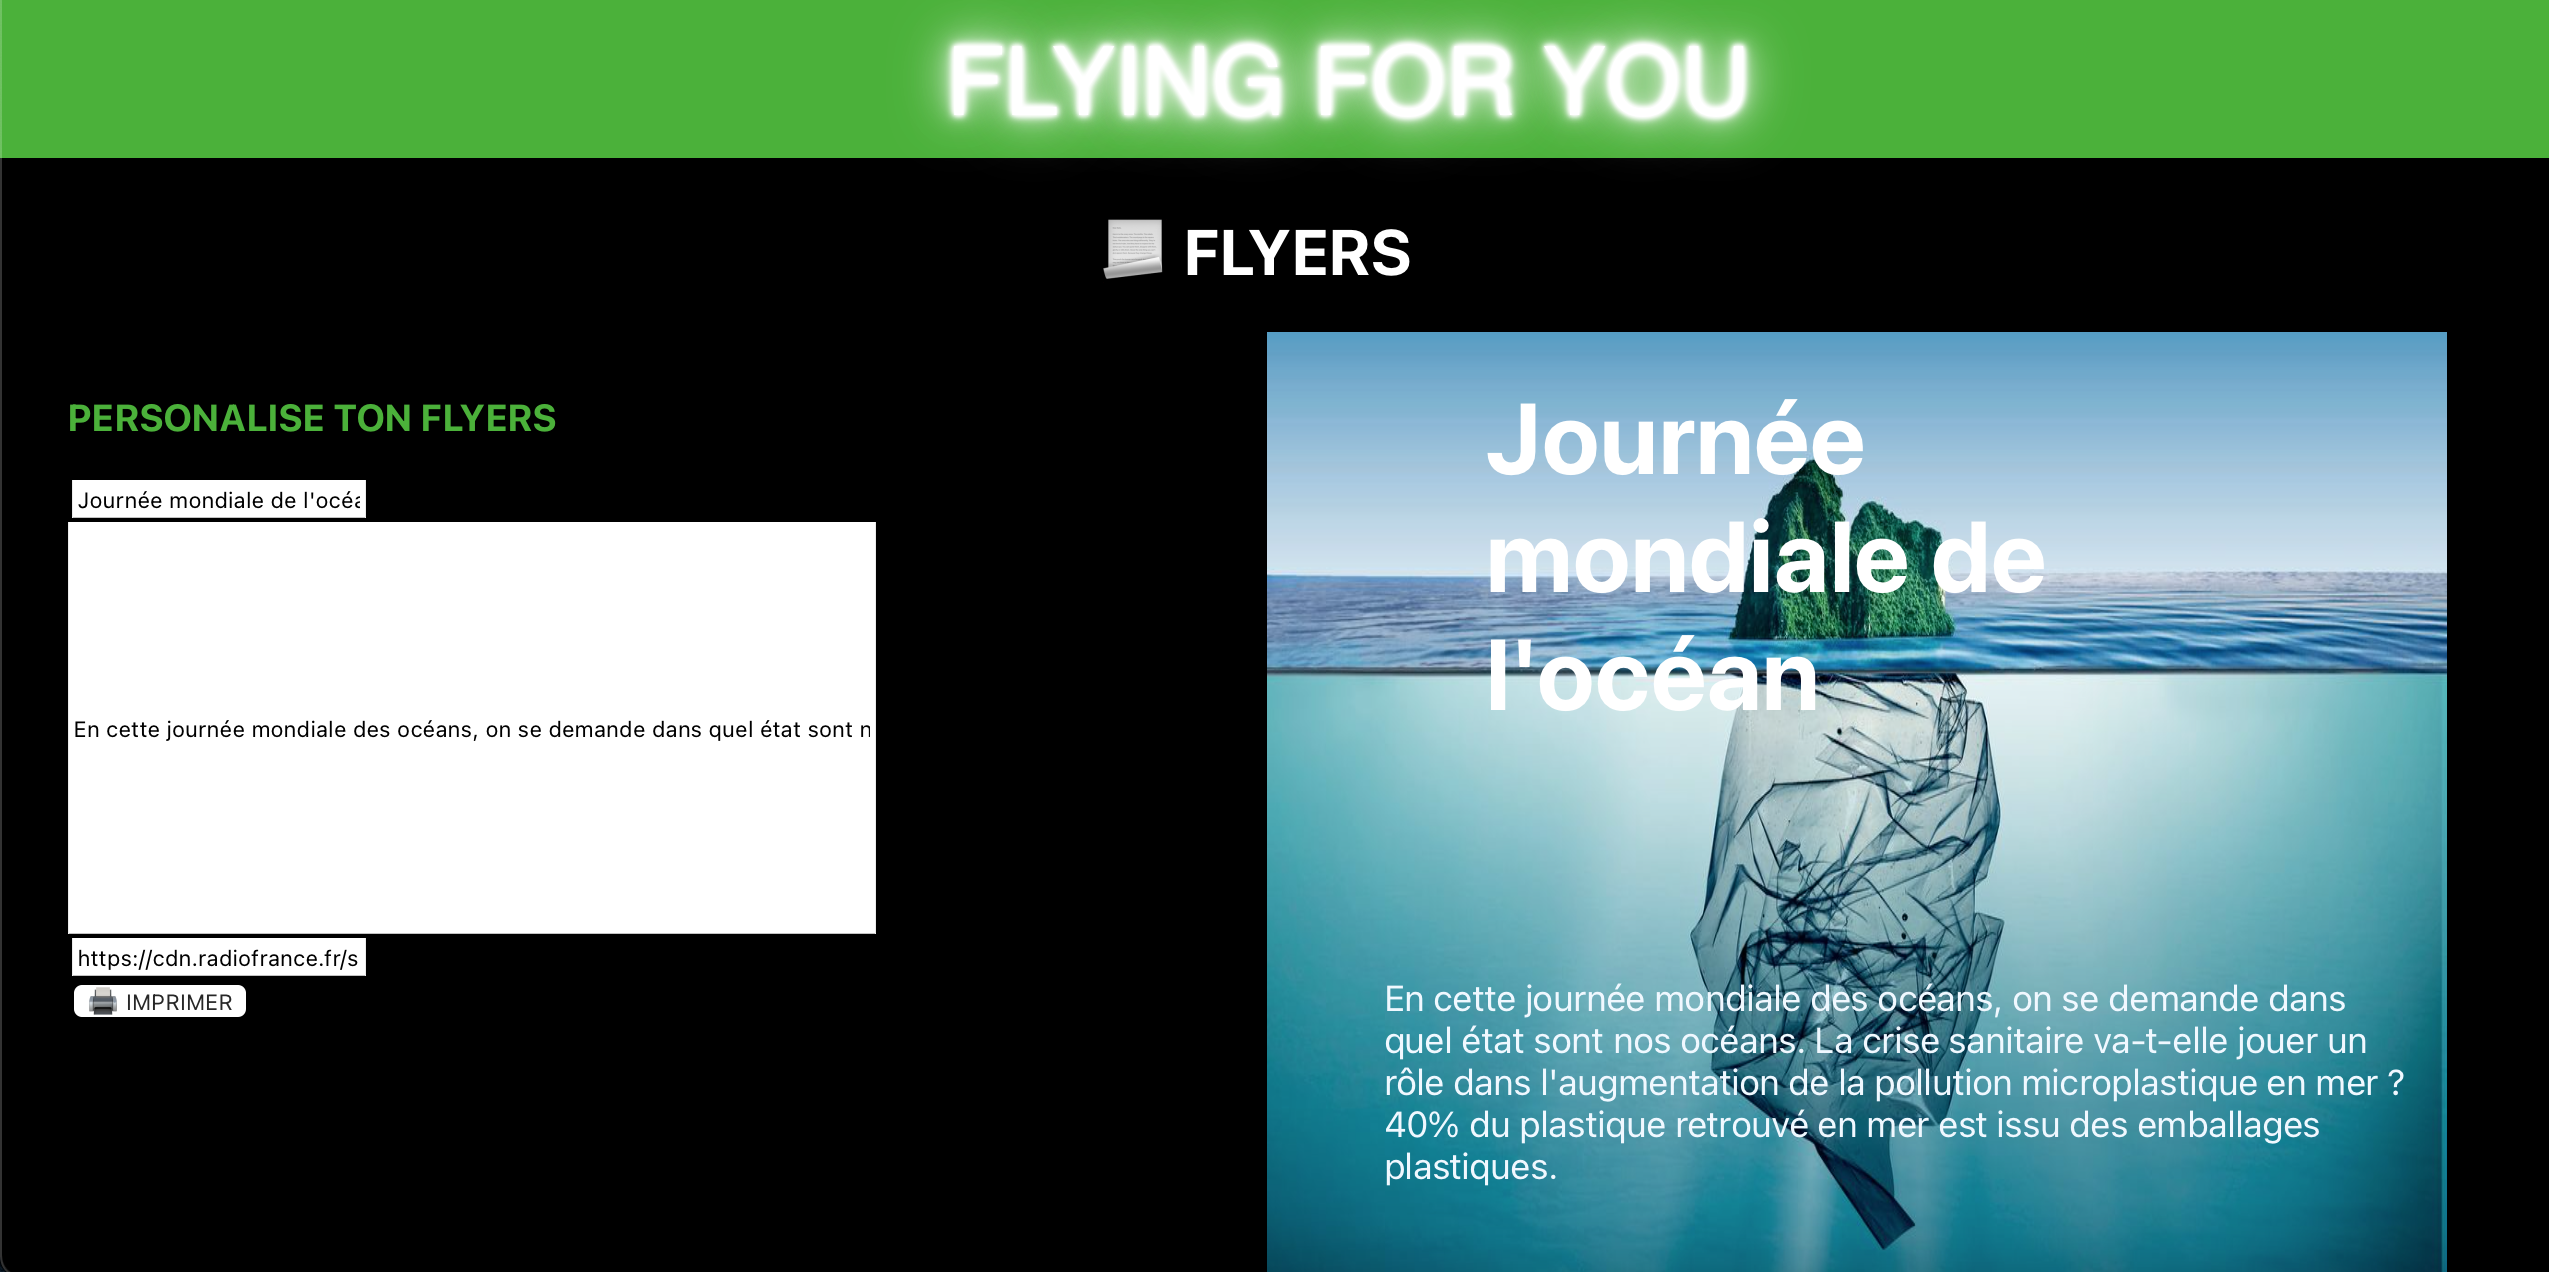 FLYING FOR YOU
FLYERS
PERSONALISE TON FLYERS
Journée mondiale de l'océa
En cette journée mondiale des océans, on se demande dans quel état sont n
https://cdn.radiofrance.fr/s
IMPRIMER
Journée
mondiale de
l'océan
En cette journée mondiale des océans, on se demande dans
quel état sont nos océans. La crise sanitaire va-t-elle jouer un
rôle dans l'augmentation de la pollution microplastique en mer ?
40% du plastique retrouvé en mer est issu des emballages
plastiques.